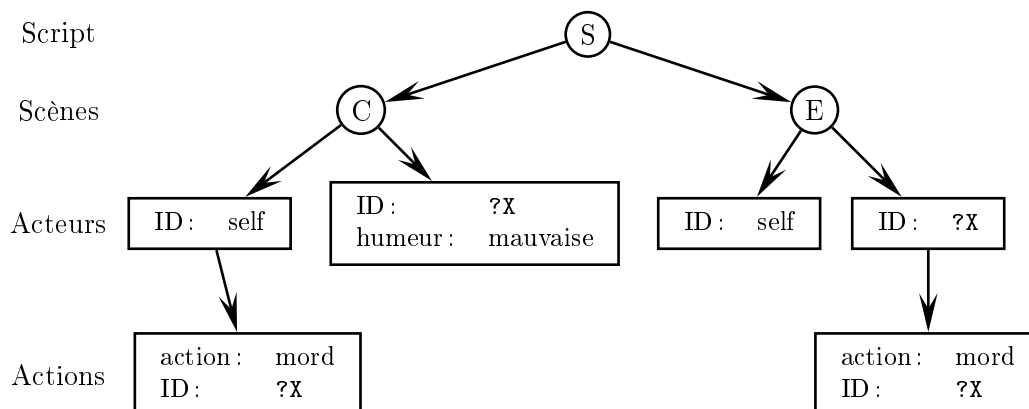 Script
S
Scènes
C
E
Acteurs
ID : self
ID : ?X
humeur : mauvaise
ID : self
ID : ?X
Actions
action : mord
ID : ?X
action : mord
ID : ?X